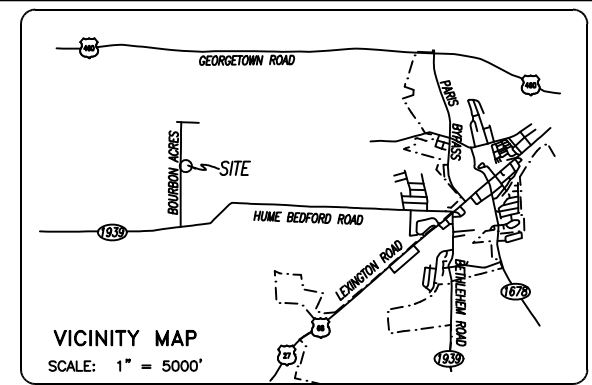 460
GEORGETOWN ROAD
460
PARIS BYPASS
BOURBON ACRES
SITE
HUME BEDFORD ROAD
1939
LEXINGTON ROAD
BETHLEHEM ROAD
1678
68
27
1939
VICINITY MAP
SCALE: 1" = 5000'